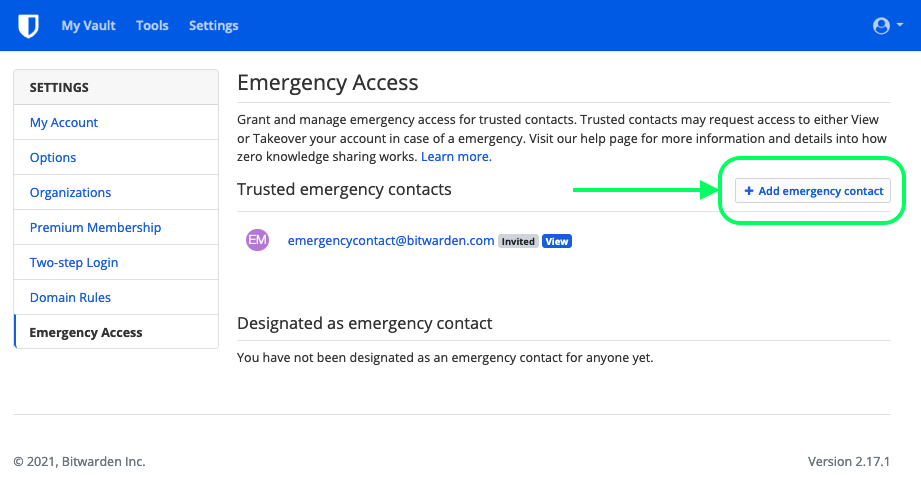 My Vault Tools Settings
SETTINGS
My Account
Options
Organizations
Premium Membership
Two-step Login
Domain Rules
Emergency Access
Emergency Access
Grant and manage emergency access for trusted contacts. Trusted contacts may request access to either View
or Takeover your account in case of a emergency. Visit our help page for more information and details into how
zero knowledge sharing works. Learn more.
Trusted emergency contacts
+ Add emergency contact
EM emergencycontact@bitwarden.com Invited View
Designated as emergency contact
You have not been designated as an emergency contact for anyone yet.
© 2021, Bitwarden Inc. Version 2.17.1